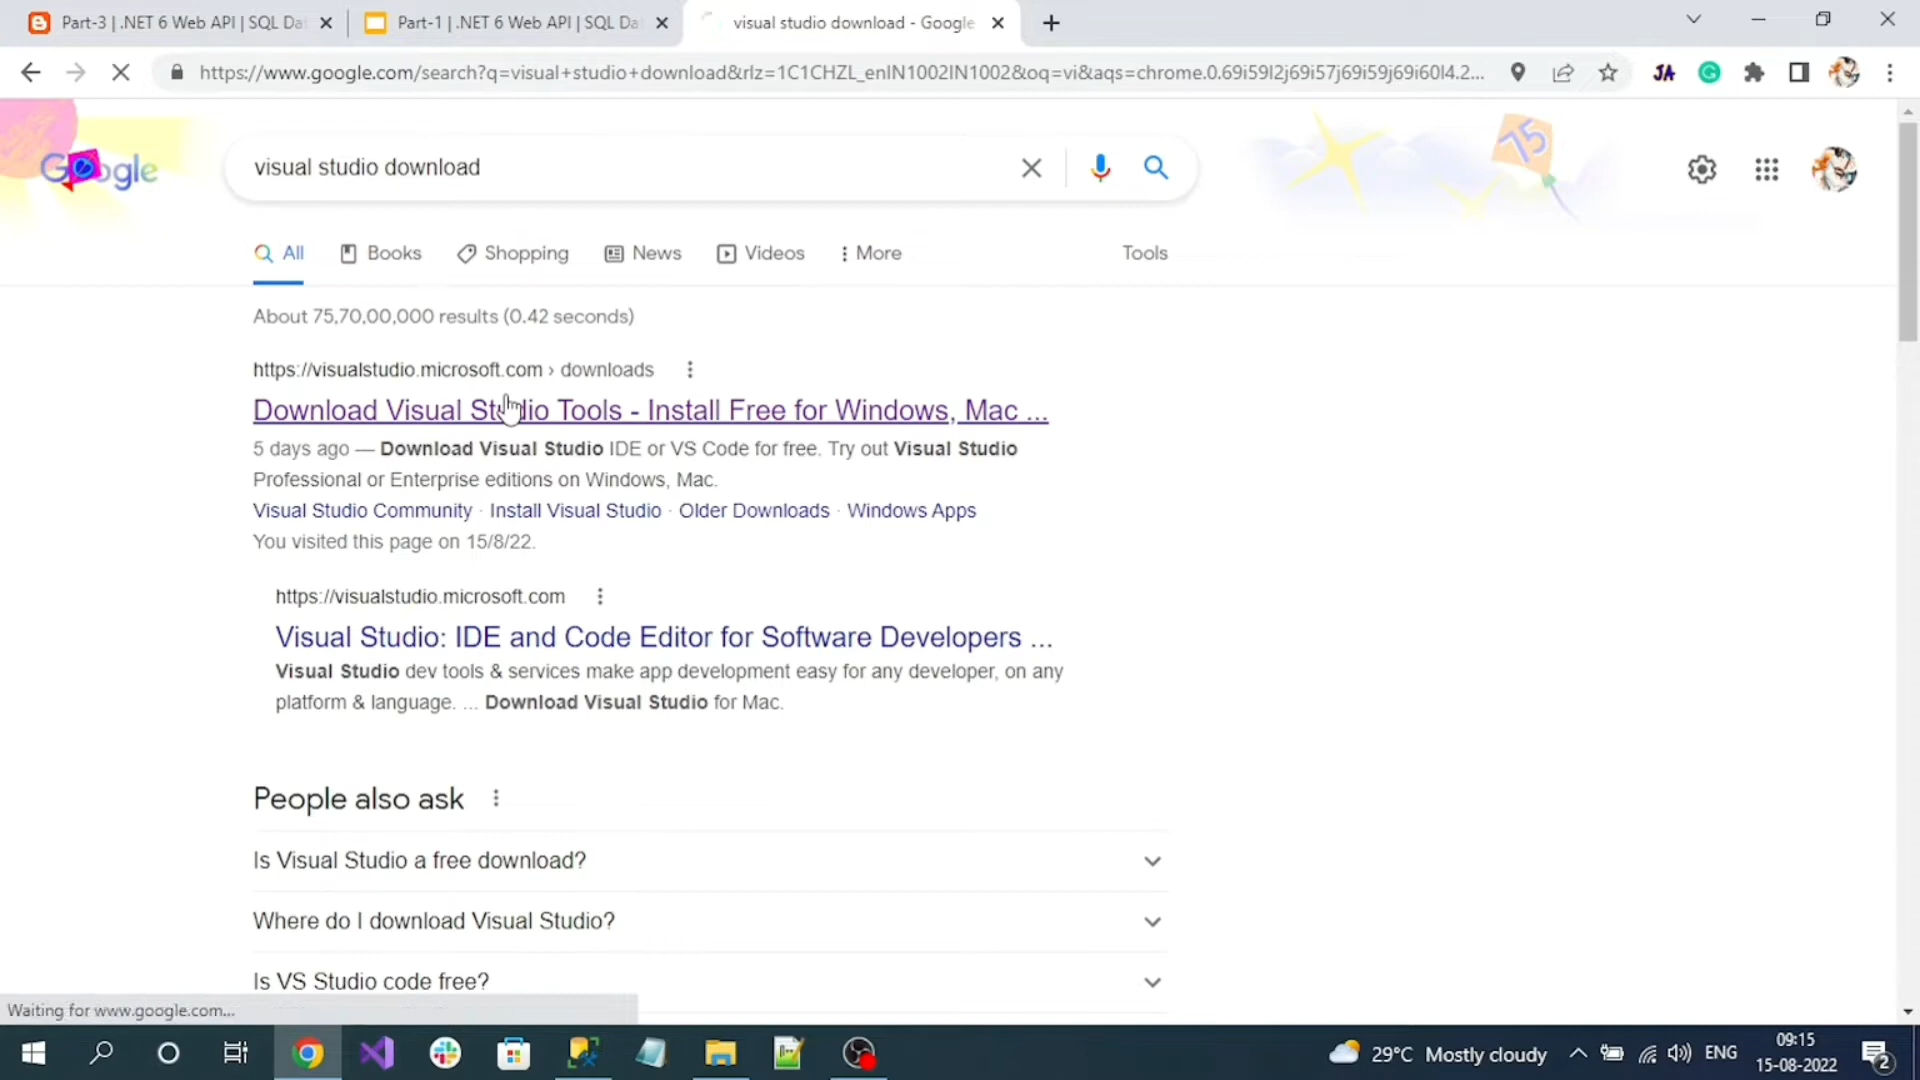 Part-3 | .NET 6 Web API | SQL Da
Part-1 | .NET 6 Web API | SQL Da
visual studio download - Google
https://www.google.com/search?q=visual+studio+download&rlz=1C1CHZL_enIN1002IN1002&oq=vi&aqs=chrome.0.69i59l2j69i57j69i59j69i60l4.2...
JA
Google
75
visual studio download
All
Books
Shopping
News
Videos
More
Tools
About 75,70,00,000 results (0.42 seconds)
https://visualstudio.microsoft.com › downloads
Download Visual Studio Tools - Install Free for Windows, Mac ...
5 days ago — Download Visual Studio IDE or VS Code for free. Try out Visual Studio
Professional or Enterprise editions on Windows, Mac.
Visual Studio Community · Install Visual Studio · Older Downloads · Windows Apps
You visited this page on 15/8/22.
https://visualstudio.microsoft.com
Visual Studio: IDE and Code Editor for Software Developers ...
Visual Studio dev tools & services make app development easy for any developer, on any
platform & language. ... Download Visual Studio for Mac.
People also ask
Is Visual Studio a free download?
Where do I download Visual Studio?
Is VS Studio code free?
Waiting for www.google.com...
29°C Mostly cloudy
ENG
09:15
15-08-2022
2